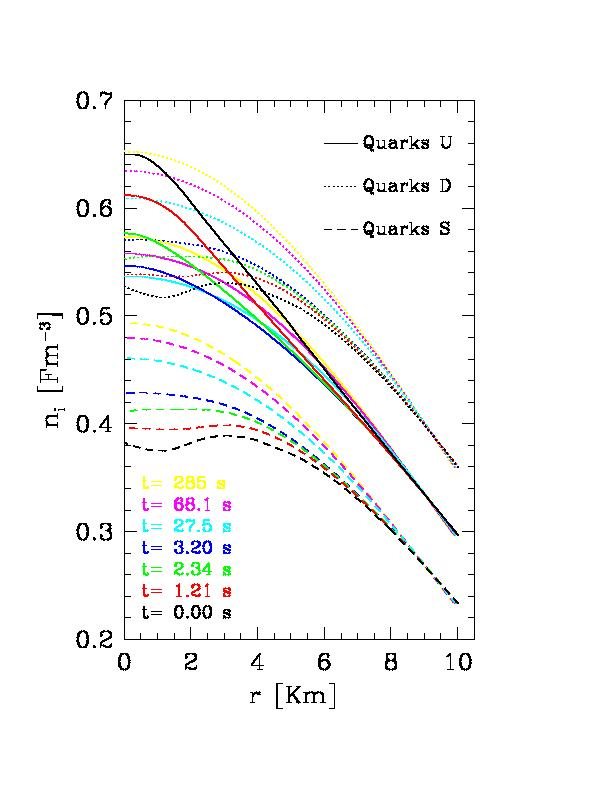 0.7
0.6
0.5
0.4
0.3
0.2
n_i [Fm^-3]
Quarks U
Quarks D
Quarks S
t= 285 s
t= 68.1 s
t= 27.5 s
t= 3.20 s
t= 2.34 s
t= 1.21 s
t= 0.00 s
0 2 4 6 8 10
r [Km]